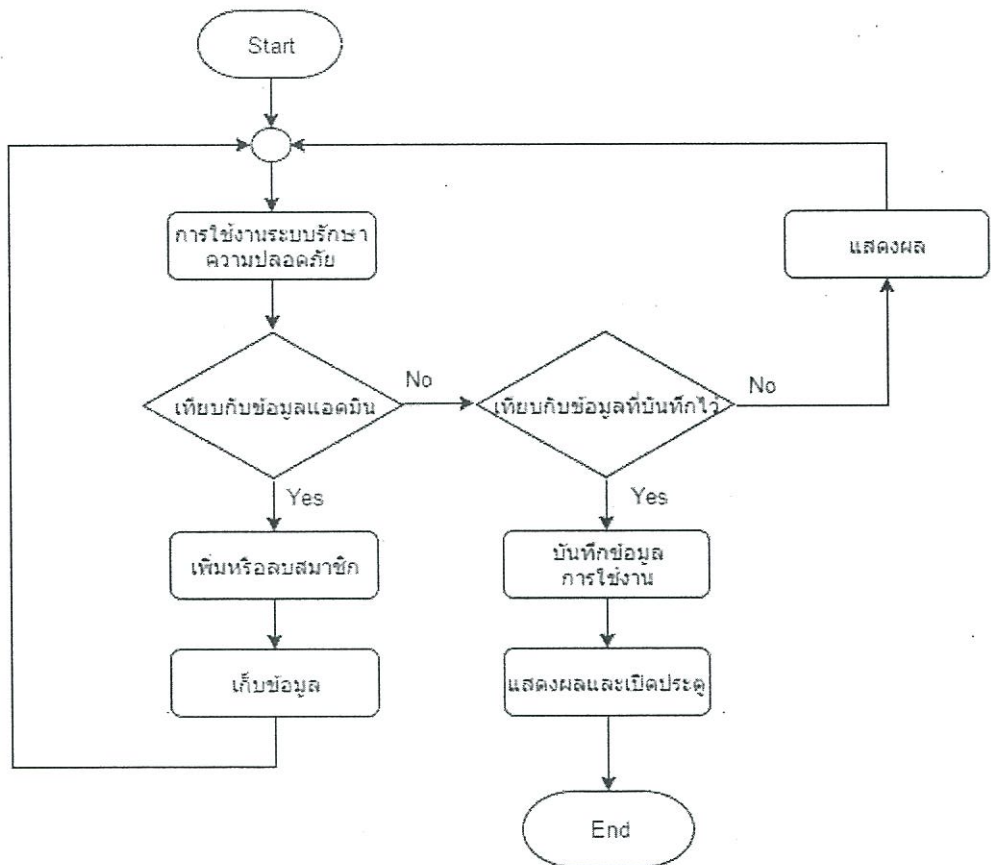 Start
การใช้งานระบบรักษา
ความปลอดภัย
แสดงผล
เทียบกับข้อมูลแอดมิน
No
เทียบกับข้อมูลที่บันทึกไว้
No
Yes
Yes
เพิ่มหรือลบสมาชิก
บันทึกข้อมูล
การใช้งาน
เก็บข้อมูล
แสดงผลและเปิดประตู
End